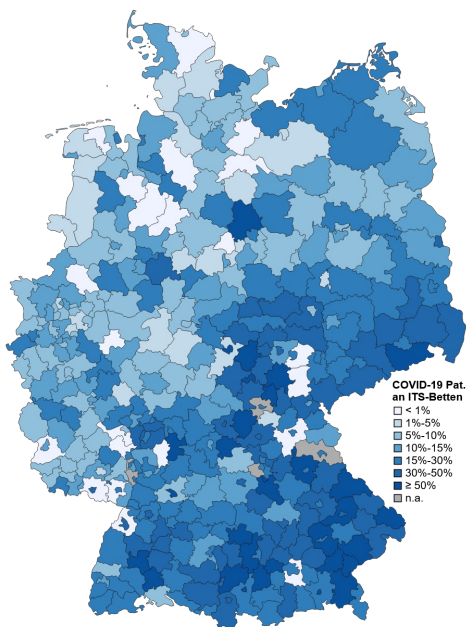 COVID-19 Pat.
an ITS-Betten
< 1%
1%-5%
5%-10%
10%-15%
15%-30%
30%-50%
≥ 50%
n.a.